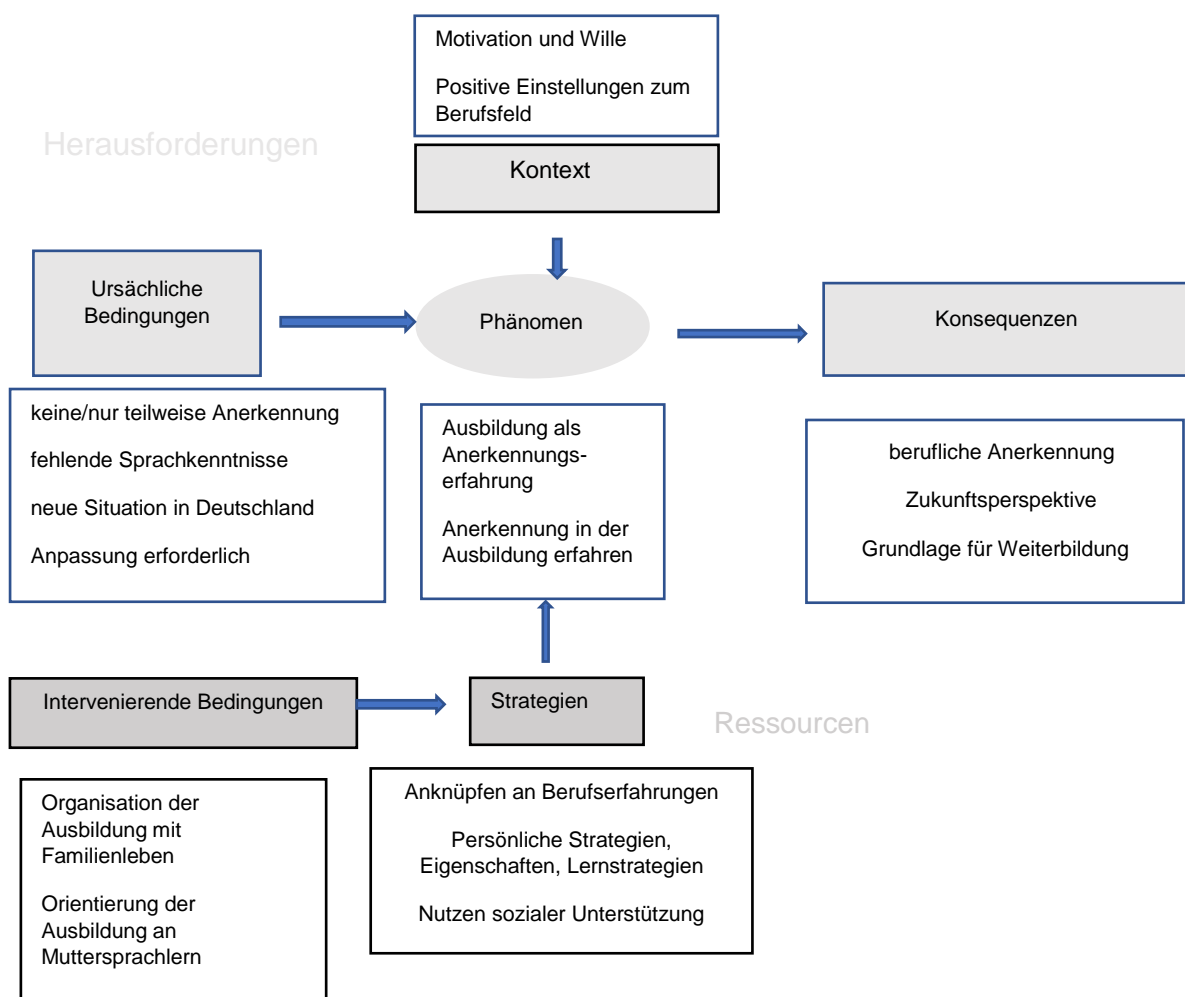 Motivation und Wille
Positive Einstellungen zum
Berufsfeld
Herausforderungen
Kontext
Ursächliche
Bedingungen
Phänomen
Konsequenzen
keine/nur teilweise Anerkennung
fehlende Sprachkenntnisse
neue Situation in Deutschland
Anpassung erforderlich
Ausbildung als
Anerkennungs-
erfahrung
Anerkennung in der
Ausbildung erfahren
berufliche Anerkennung
Zukunftsperspektive
Grundlage für Weiterbildung
Intervenierende Bedingungen
Strategien
Ressourcen
Organisation der
Ausbildung mit
Familienleben
Orientierung der
Ausbildung an
Muttersprachlern
Anknüpfen an Berufserfahrungen
Persönliche Strategien,
Eigenschaften, Lernstrategien
Nutzen sozialer Unterstützung